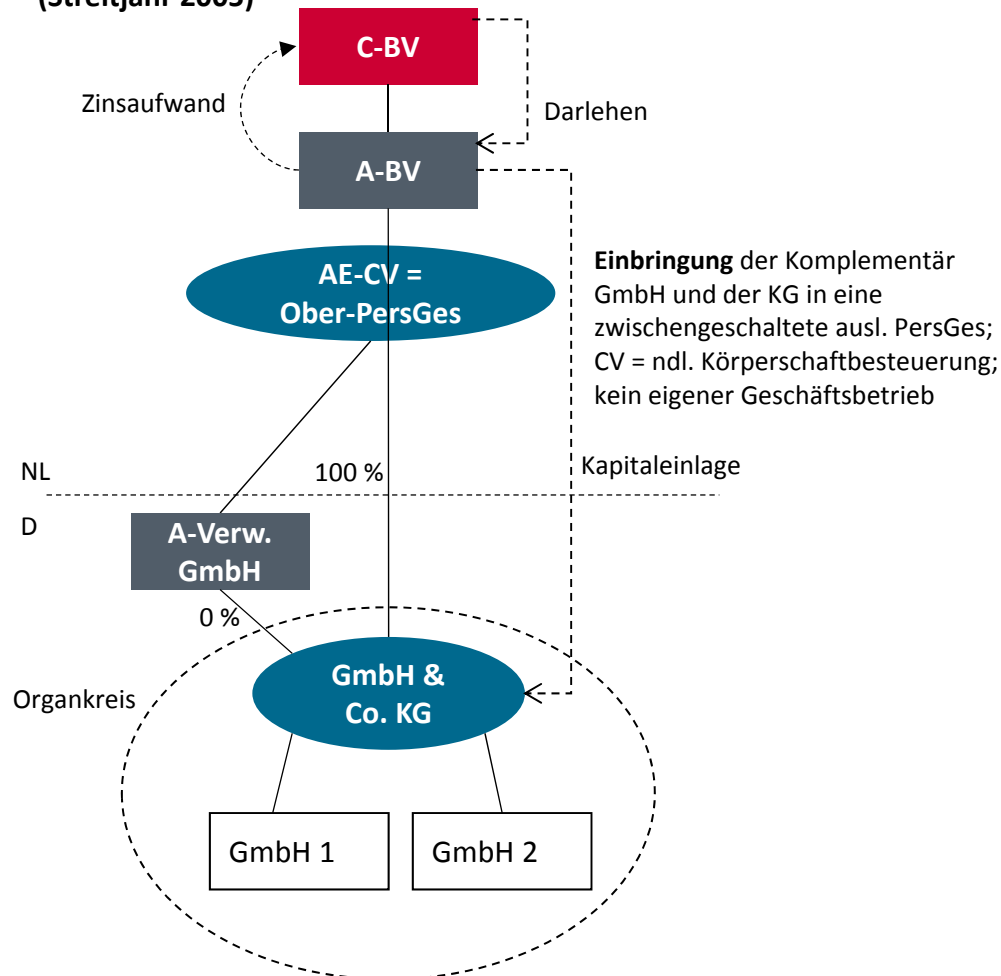 (Streitjahr 2005)
C-BV
Zinsaufwand
Darlehen
A-BV
AE-CV =
Ober-PersGes
Einbringung der Komplementär
GmbH und der KG in eine
zwischengeschaltete ausl. PersGes;
CV = ndl. Körperschaftbesteuerung;
kein eigener Geschäftsbetrieb
NL
100 %
Kapitaleinlage
D
A-Verw.
GmbH
0 %
GmbH &
Co. KG
Organkreis
GmbH 1
GmbH 2